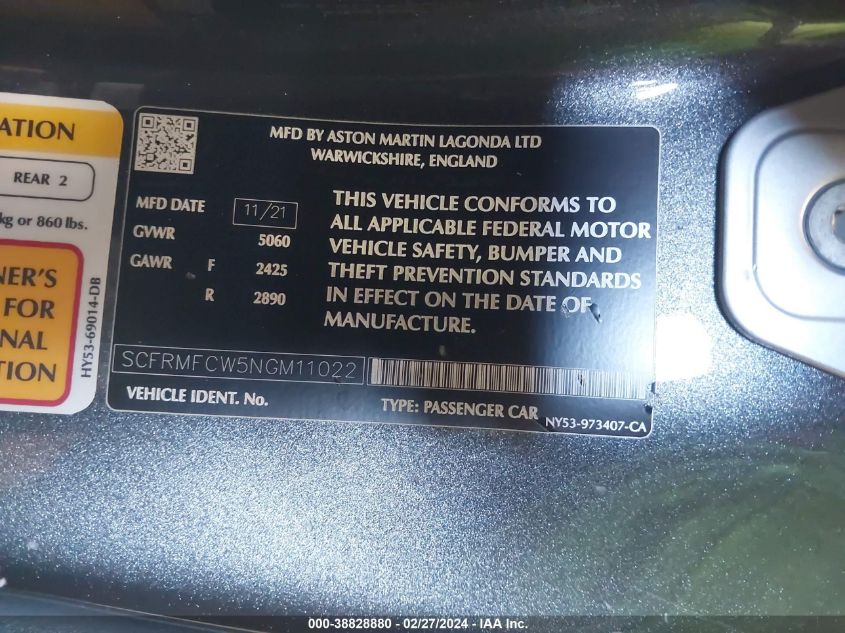 ATION
REAR 2
kg or 860 lbs.
NER'S
FOR
NAL
TION
HY53-69014-DB
MFD BY ASTON MARTIN LAGONDA LTD
WARWICKSHIRE, ENGLAND
MFD DATE 11/21
GVWR 5060
GAWR F 2425
R 2890
THIS VEHICLE CONFORMS TO
ALL APPLICABLE FEDERAL MOTOR
VEHICLE SAFETY, BUMPER AND
THEFT PREVENTION STANDARDS
IN EFFECT ON THE DATE OF
MANUFACTURE.
SCFRMFCW5NGM11022
VEHICLE IDENT. No.
TYPE: PASSENGER CAR
NY53-973407-CA
000-38828880 - 02/27/2024 - IAA, Inc.